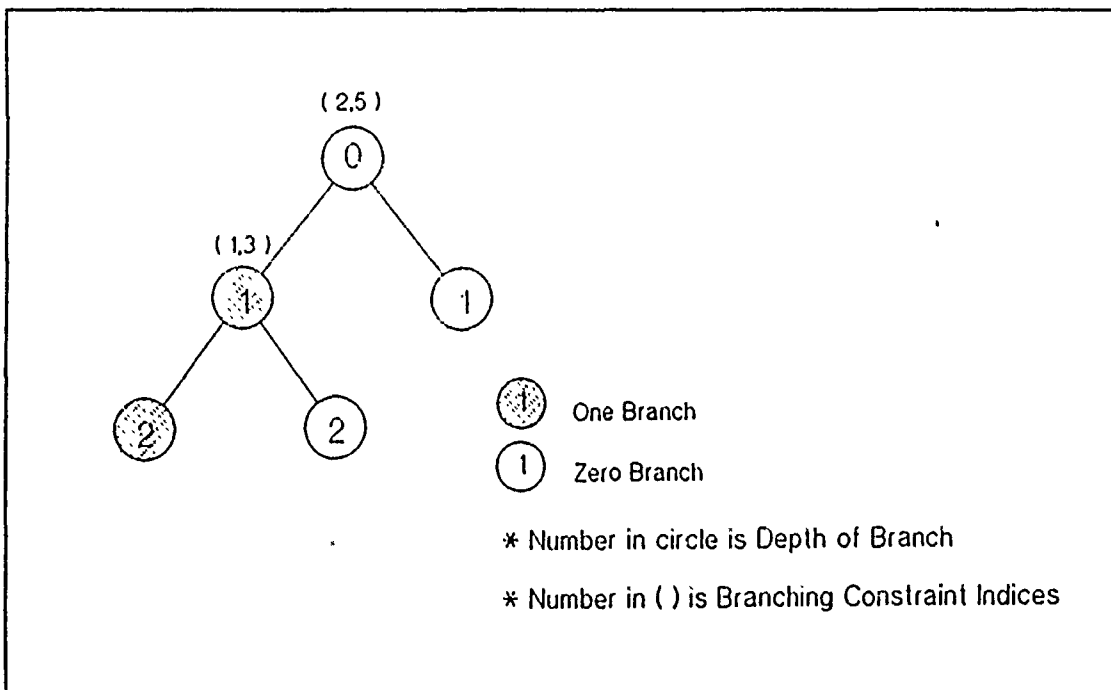 ( 2,5 )
0
( 1,3 )
1
1
2
2
1 One Branch
1 Zero Branch
* Number in circle is Depth of Branch
* Number in ( ) is Branching Constraint Indices